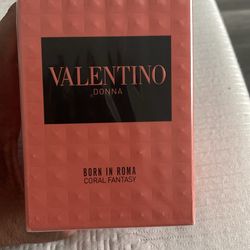 VALENTINO
DONNA
BORN IN ROMA
CORAL FANTASY